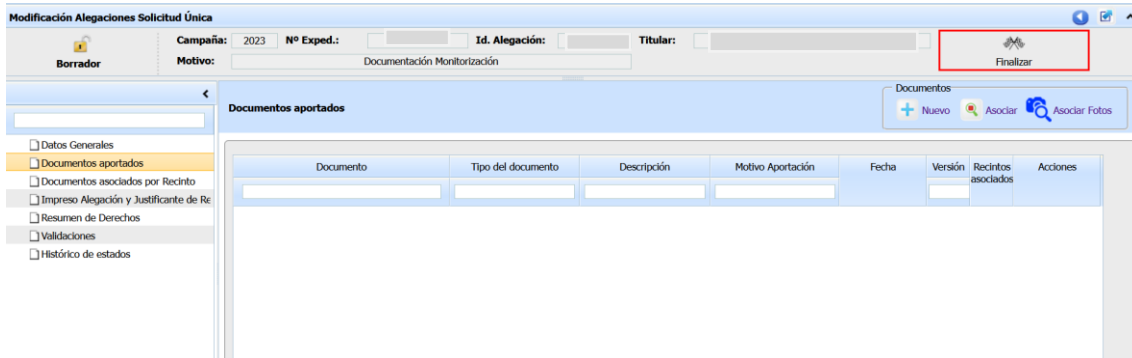 Modificación Alegaciones Solicitud Única
Campaña: 2023 Nº Exped.: Id. Alegación: Titular:
Borrador Motivo: Documentación Monitorización Finalizar
Documentos aportados
Documentos
Nuevo Asociar Asociar Fotos
Datos Generales
Documentos aportados
Documentos asociados por Recinto
Impreso Alegación y Justificante de Re
Resumen de Derechos
Validaciones
Histórico de estados
Documento Tipo del documento Descripción Motivo Aportación Fecha Versión Recintos Acciones
asociados